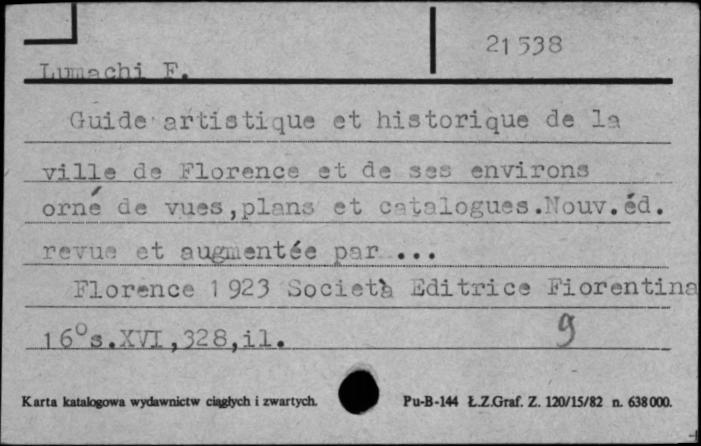 21538
Lumachi F.
Guide artistique et historique de la
ville de Florence et de ses environs
orné de vues,plans et catalogues.Nouv.éd.
revue et augmentée par ...
Florence 1923 Società Editrice Fiorentina
16°s.XVI,328,il.
9
Karta katalogowa wydawnictw ciągłych i zwartych.
Pu-B-144 Ł.Z.Graf. Z. 120/15/82 n. 638000.